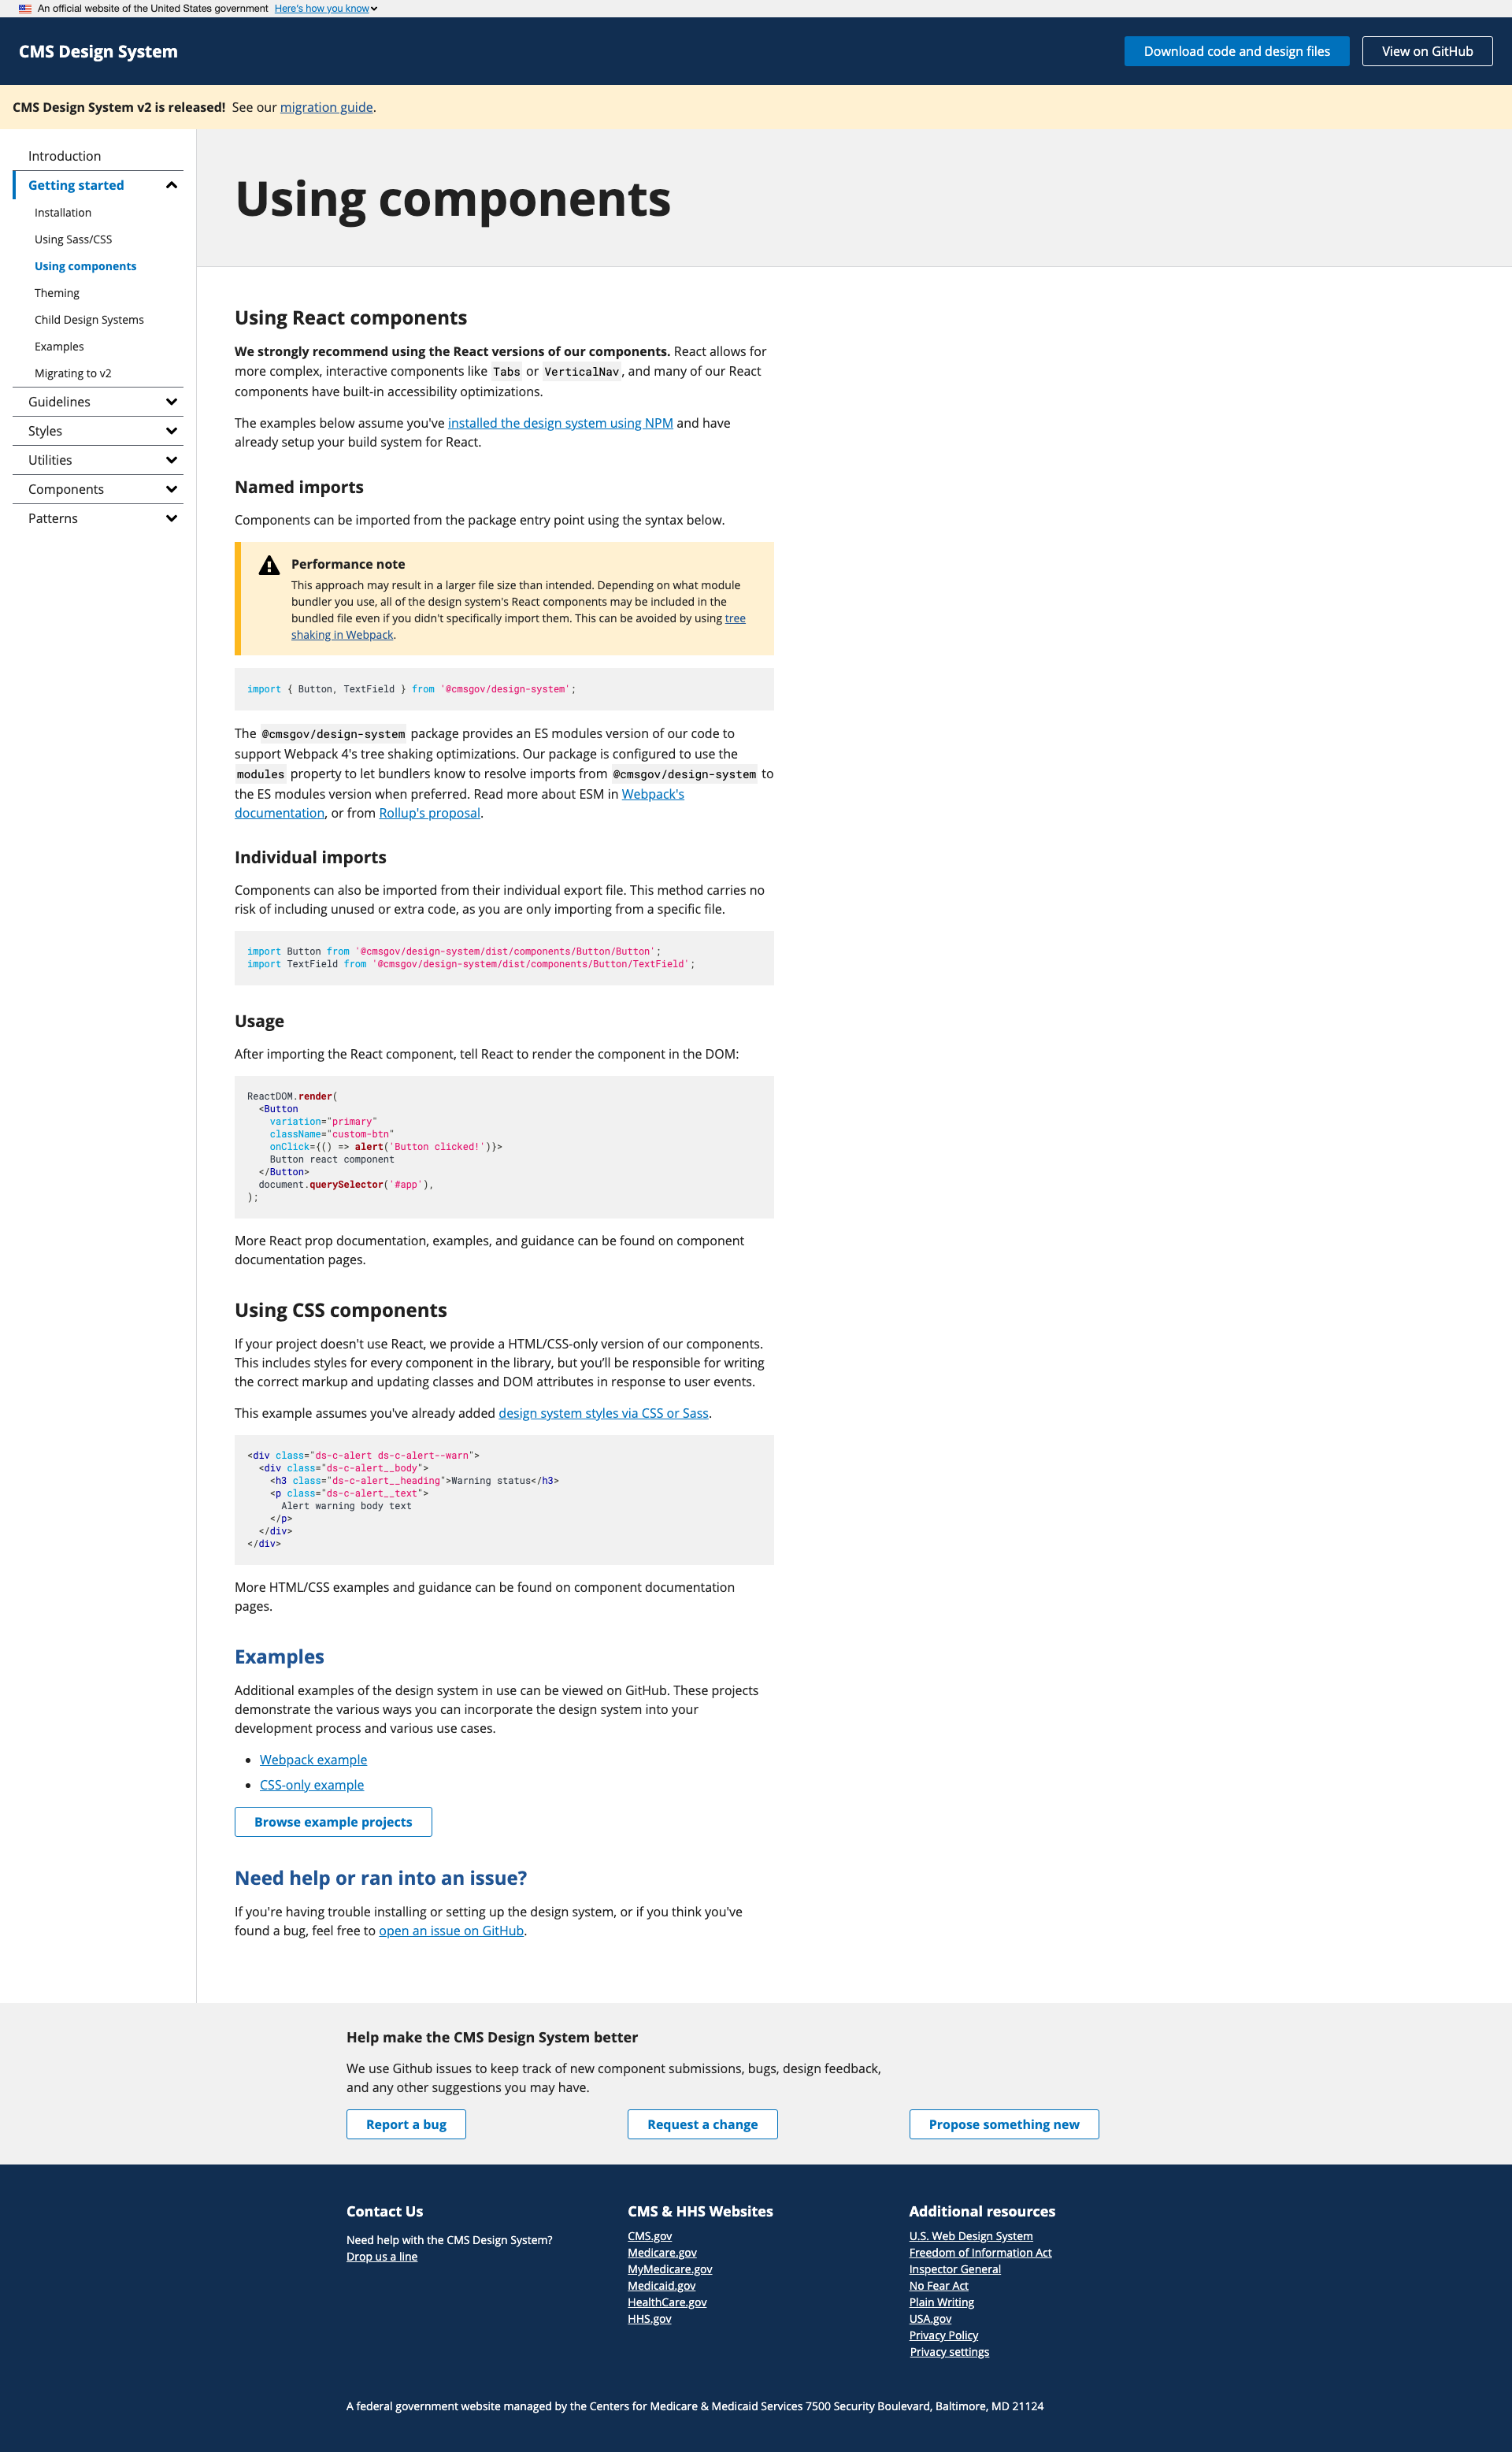 An official website of the United States government Here's how you know
CMS Design System
Download code and design files
View on GitHub
CMS Design System v2 is released! See our migration guide.
Introduction
Getting started
Installation
Using Sass/CSS
Using components
Theming
Child Design Systems
Examples
Migrating to v2
Guidelines
Styles
Utilities
Components
Patterns
Using components
Using React components
We strongly recommend using the React versions of our components. React allows for
more complex, interactive components like Tabs or VerticalNav, and many of our React
components have built-in accessibility optimizations.
The examples below assume you've installed the design system using NPM and have
already setup your build system for React.
Named imports
Components can be imported from the package entry point using the syntax below.
Performance note
This approach may result in a larger file size than intended. Depending on what module
bundler you use, all of the design system's React components may be included in the
bundled file even if you didn't specifically import them. This can be avoided by using tree
shaking in Webpack.
import { Button, TextField } from '@cmsgov/design-system';
The @cmsgov/design-system package provides an ES modules version of our code to
support Webpack 4's tree shaking optimizations. Our package is configured to use the
modules property to let bundlers know to resolve imports from @cmsgov/design-system to
the ES modules version when preferred. Read more about ESM in Webpack's
documentation, or from Rollup's proposal.
Individual imports
Components can also be imported from their individual export file. This method carries no
risk of including unused or extra code, as you are only importing from a specific file.
import Button from '@cmsgov/design-system/dist/components/Button/Button';
import TextField from '@cmsgov/design-system/dist/components/Button/TextField';
Usage
After importing the React component, tell React to render the component in the DOM:
ReactDOM.render(
  <Button
    variation="primary"
    className="custom-btn"
    onClick={() => alert('Button clicked!')}>
    Button react component
  </Button>
  document.querySelector('#app'),
);
More React prop documentation, examples, and guidance can be found on component
documentation pages.
Using CSS components
If your project doesn't use React, we provide a HTML/CSS-only version of our components.
This includes styles for every component in the library, but you'll be responsible for writing
the correct markup and updating classes and DOM attributes in response to user events.
This example assumes you've already added design system styles via CSS or Sass.
<div class="ds-c-alert ds-c-alert--warn">
  <div class="ds-c-alert__body">
    <h3 class="ds-c-alert__heading">Warning status</h3>
    <p class="ds-c-alert__text">
      Alert warning body text
    </p>
  </div>
</div>
More HTML/CSS examples and guidance can be found on component documentation
pages.
Examples
Additional examples of the design system in use can be viewed on GitHub. These projects
demonstrate the various ways you can incorporate the design system into your
development process and various use cases.
Webpack example
CSS-only example
Browse example projects
Need help or ran into an issue?
If you're having trouble installing or setting up the design system, or if you think you've
found a bug, feel free to open an issue on GitHub.
Help make the CMS Design System better
We use Github issues to keep track of new component submissions, bugs, design feedback,
and any other suggestions you may have.
Report a bug
Request a change
Propose something new
Contact Us
Need help with the CMS Design System?
Drop us a line
CMS & HHS Websites
CMS.gov
Medicare.gov
MyMedicare.gov
Medicaid.gov
HealthCare.gov
HHS.gov
Additional resources
U.S. Web Design System
Freedom of Information Act
Inspector General
No Fear Act
Plain Writing
USA.gov
Privacy Policy
Privacy settings
A federal government website managed by the Centers for Medicare & Medicaid Services 7500 Security Boulevard, Baltimore, MD 21124